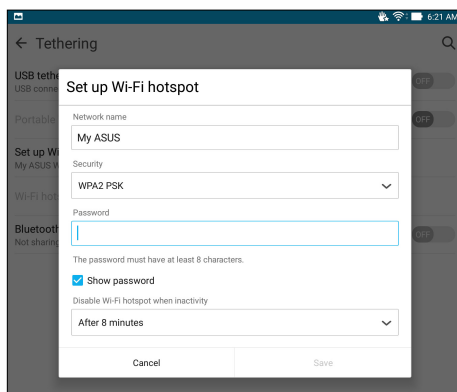 6:21 AM
Tethering
USB tethe
USB conne
OFF
Set up Wi-Fi hotspot
Network name
Portable
OFF
My ASUS
Set up Wi
My ASUS W
Security
WPA2 PSK
Wi-Fi hot
Password
Bluetooth
Not sharing
OFF
The password must have at least 8 characters.
Show password
Disable Wi-Fi hotspot when inactivity
After 8 minutes
Cancel
Save